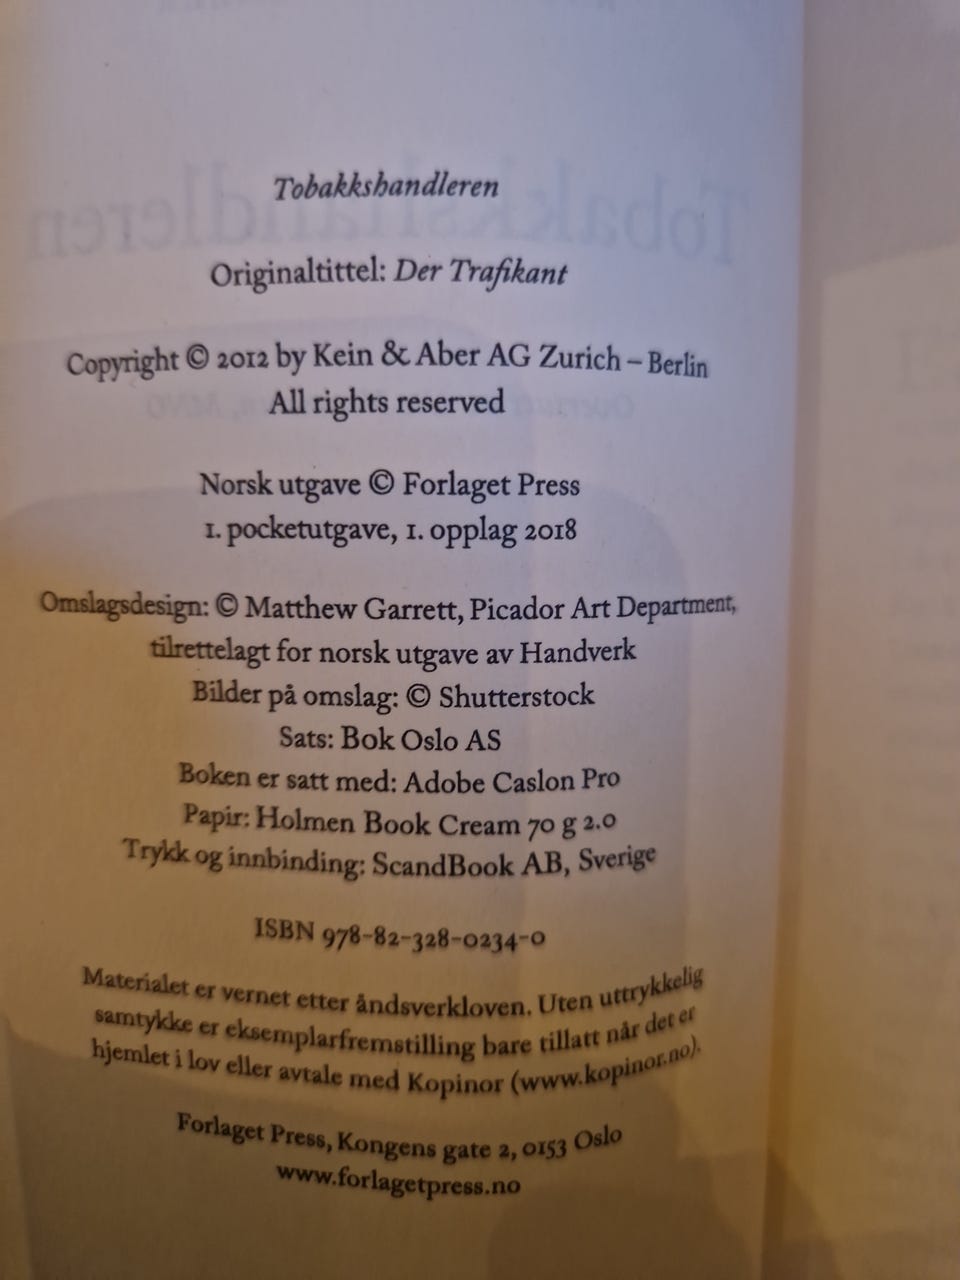 Tobakkshandleren
Originaltittel: Der Trafikant
Copyright © 2012 by Kein & Aber AG Zurich – Berlin
All rights reserved
Norsk utgave © Forlaget Press
1. pocketutgave, 1. opplag 2018
Omslagsdesign: © Matthew Garrett, Picador Art Department,
tilrettelagt for norsk utgave av Handverk
Bilder på omslag: © Shutterstock
Sats: Bok Oslo AS
Boken er satt med: Adobe Caslon Pro
Papir: Holmen Book Cream 70 g 2.0
Trykk og innbinding: ScandBook AB, Sverige
ISBN 978-82-328-0234-0
Materialet er vernet etter åndsverkloven. Uten uttrykkelig
samtykke er eksemplarfremstilling bare tillatt når det er
hjemlet i lov eller avtale med Kopinor (www.kopinor.no).
Forlaget Press, Kongens gate 2, 0153 Oslo
www.forlagetpress.no